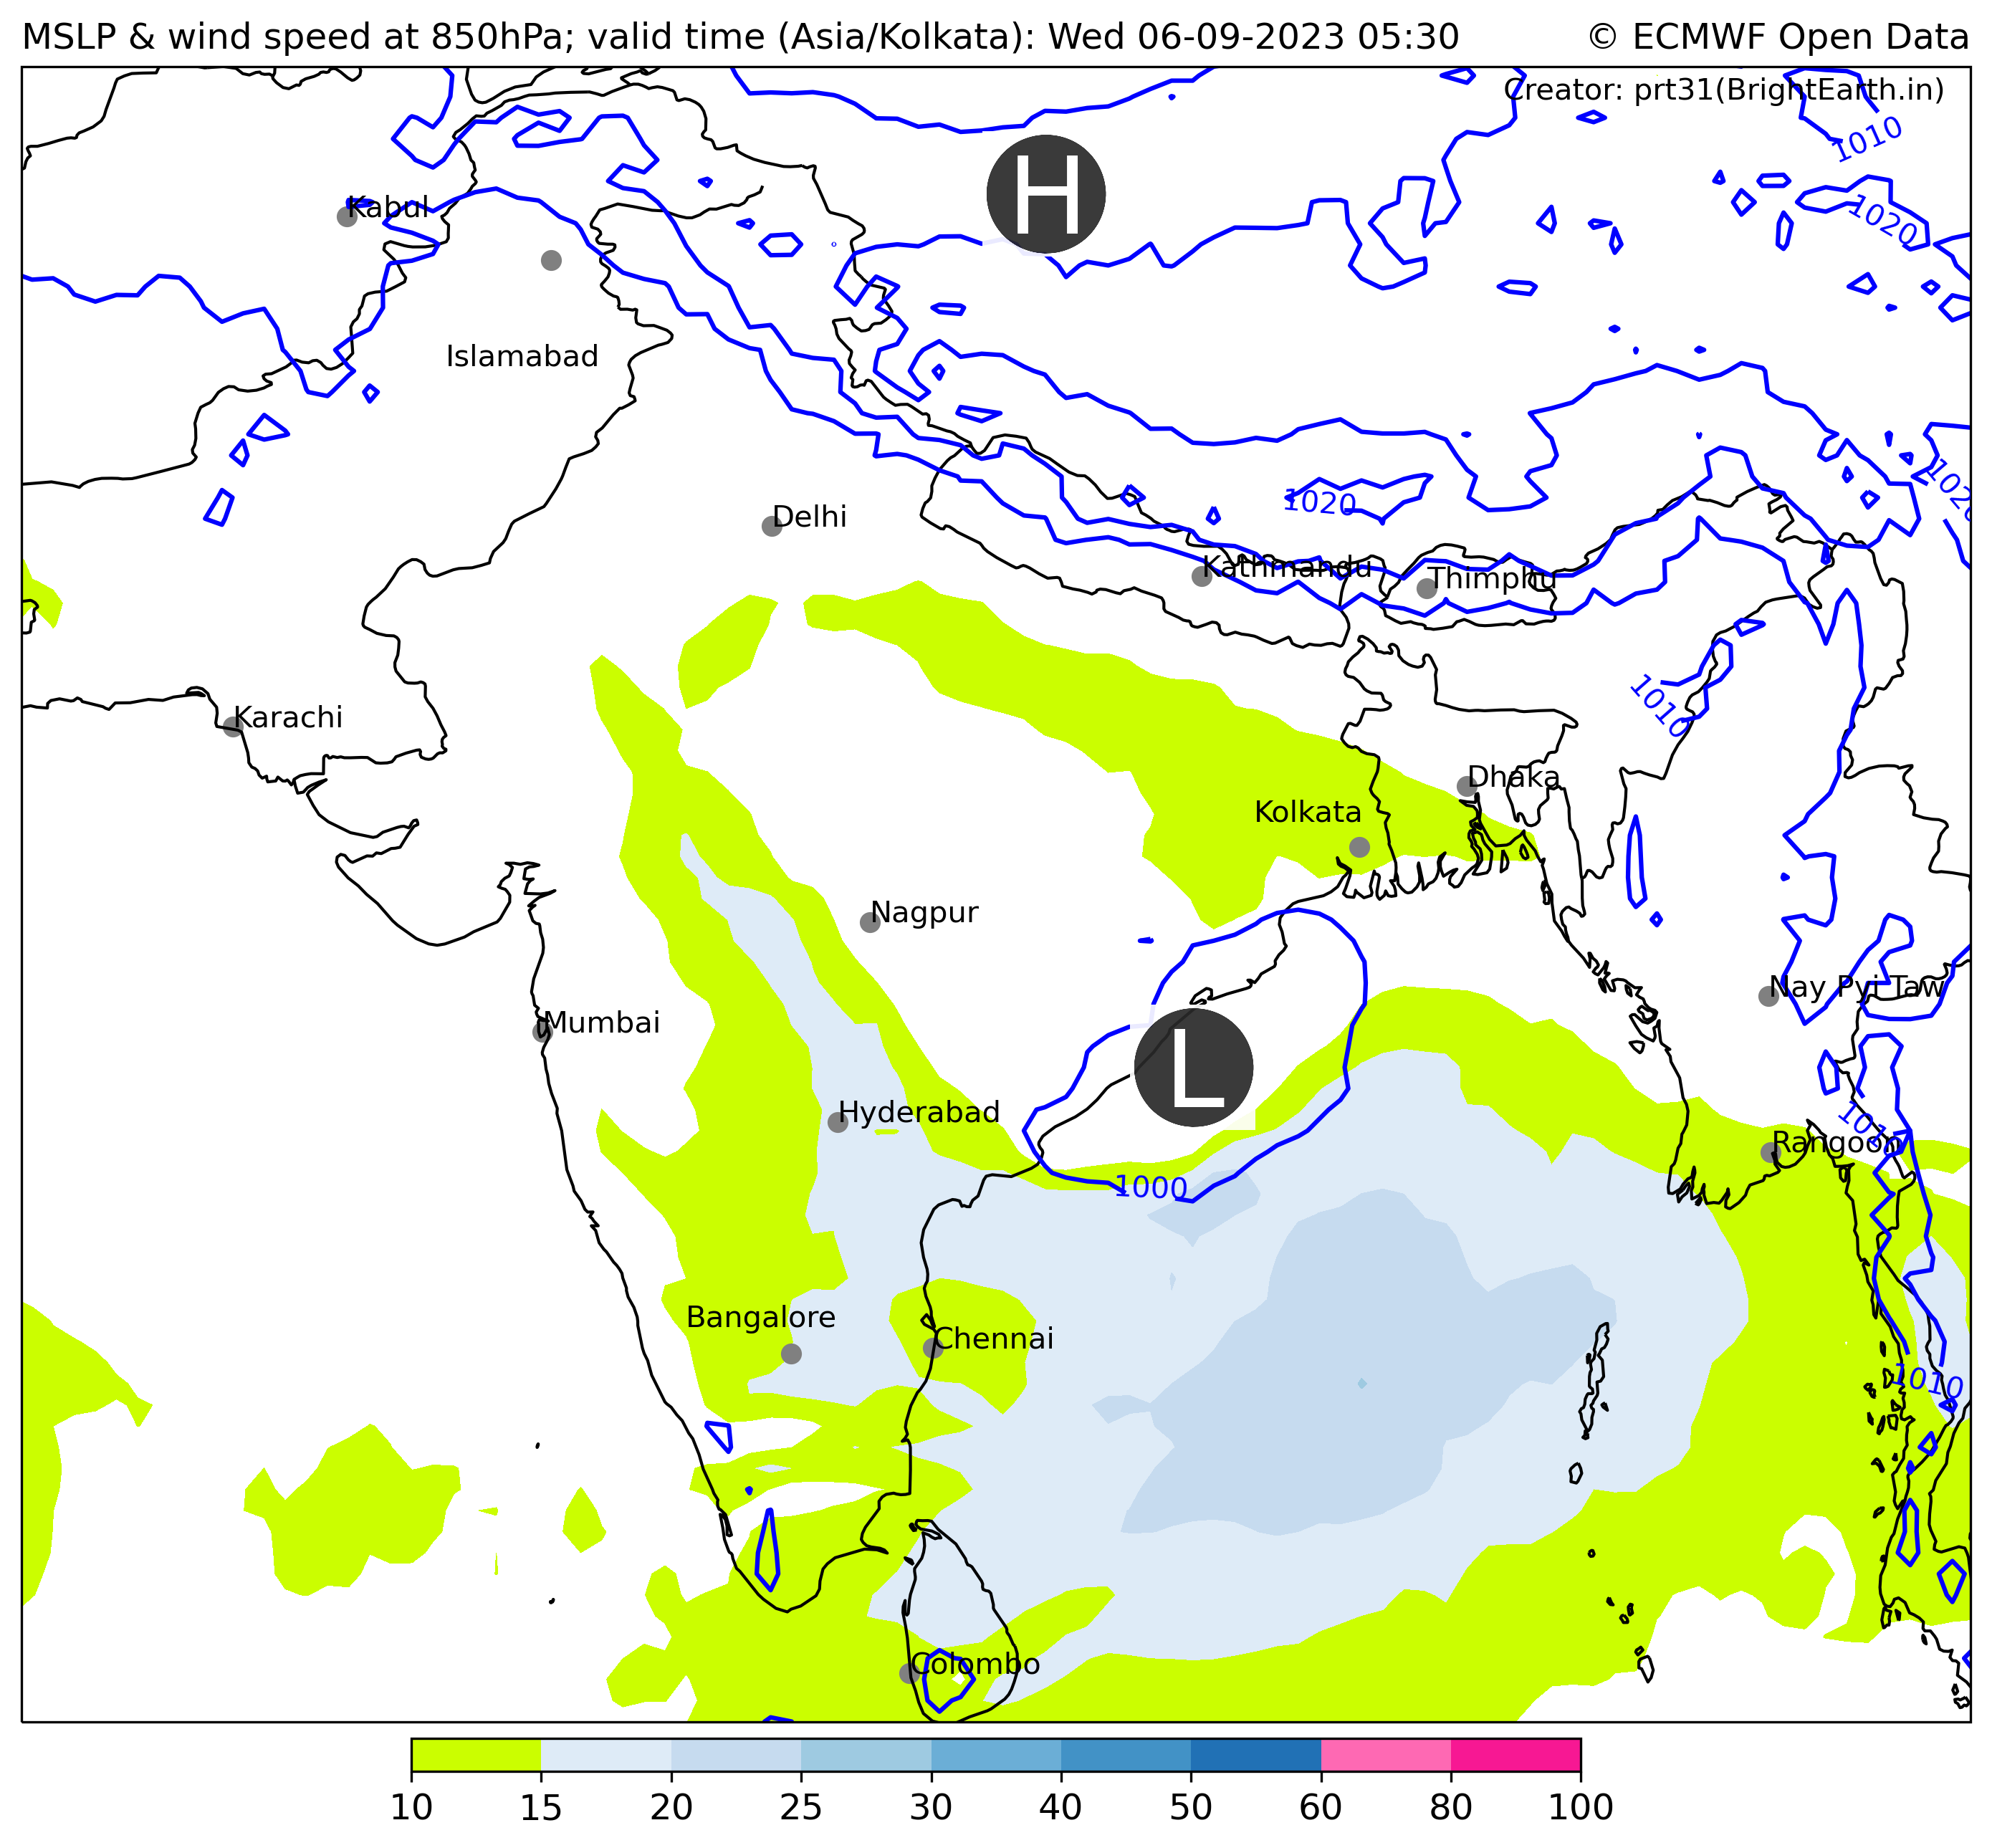 MSLP & wind speed at 850hPa; valid time (Asia/Kolkata): Wed 06-09-2023 05:30 © ECMWF Open Data
Creator: prt31(BrightEarth.in)
1010
H
Kabul
1020
Islamabad
1020
1020
Delhi
Kathmandu
Thimphu
1010
Karachi
Dhaka
Kolkata
Nagpur
Nay Pyi Taw
Mumbai
L
Hyderabad
1010
Rangoon
1000
Bangalore
Chennai
1010
Colombo
10 15 20 25 30 40 50 60 80 100